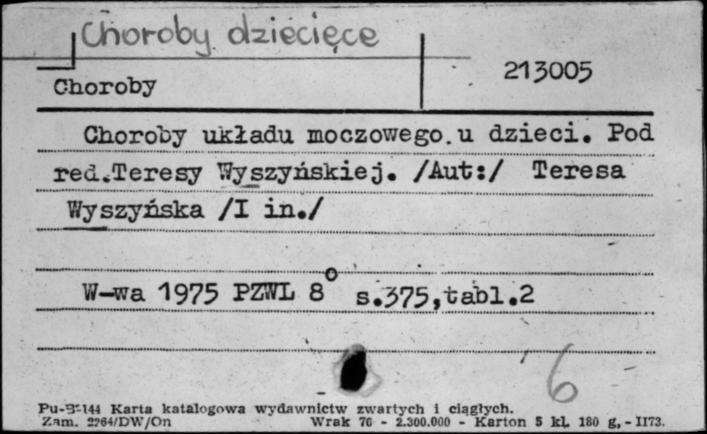 Choroby dziecięce
213005
Choroby
Choroby układu moczowego.u dzieci. Pod
red.Teresy Wyszyńskiej. /Aut:/ Teresa
Wyszyńska /I in./
W-wa 1975 PZWL 8° s.375,tabl.2
6
Pu-B-144 Karta katalogowa wydawnictw zwartych i ciągłych.
Zam. 2264/DW/On Wrak 76 - 2.300.000 - Karton 5 kl. 180 g, - II73.